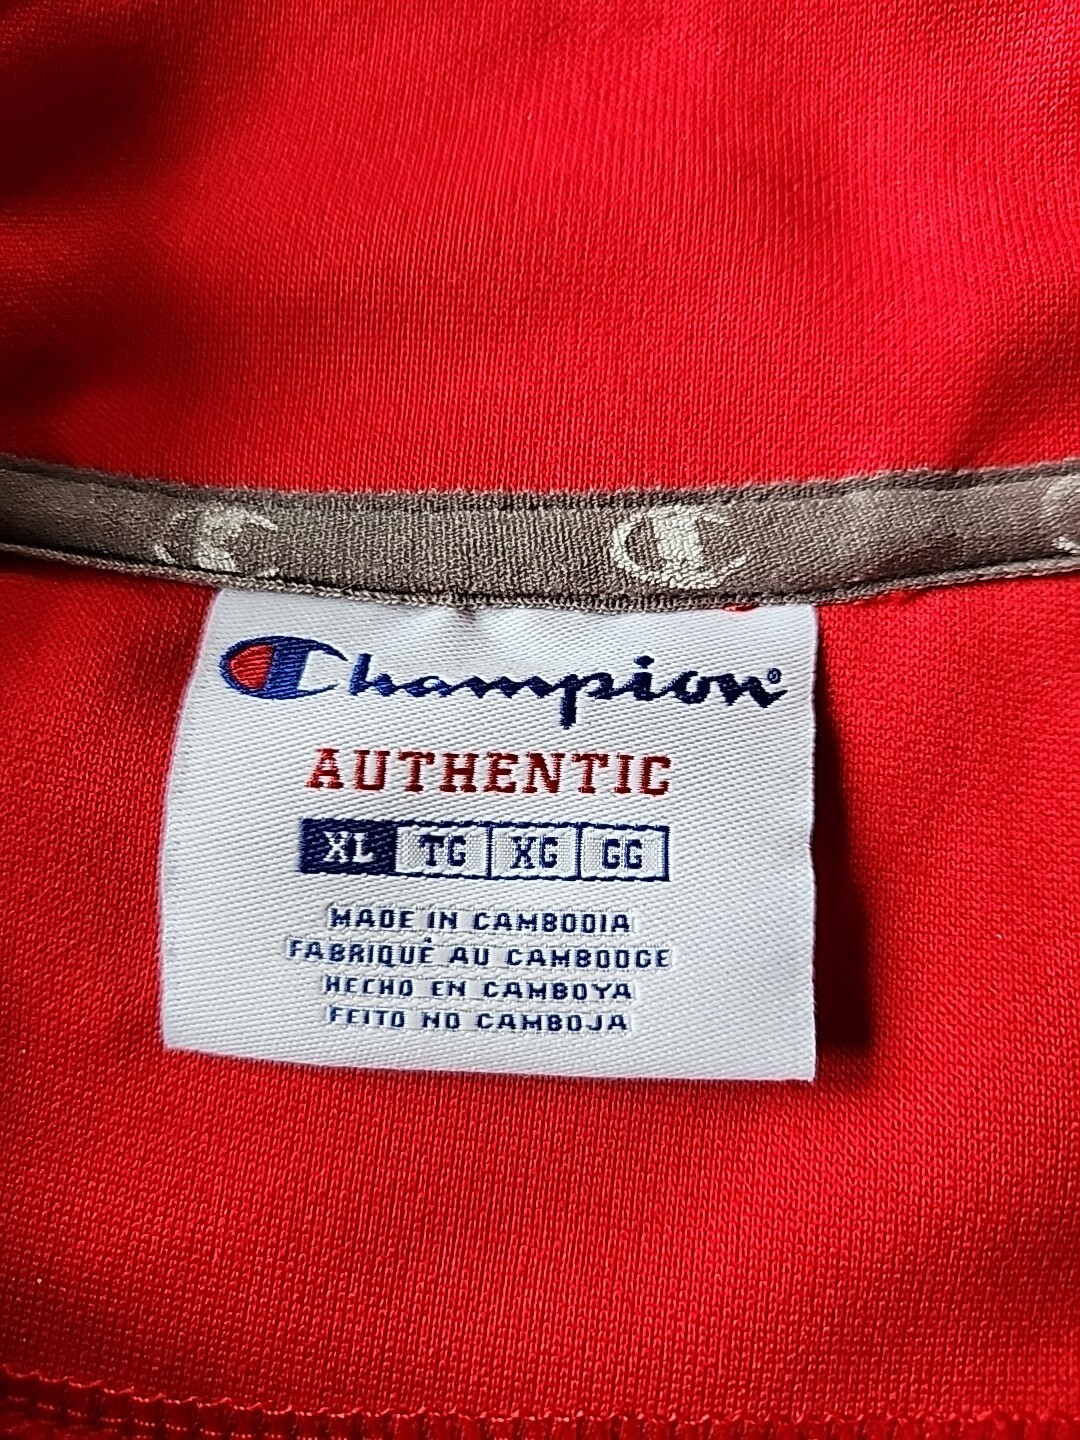 Champion®
AUTHENTIC
XL TG XG GG
MADE IN CAMBODIA
FABRIQUÉ AU CAMBODGE
HECHO EN CAMBOYA
FEITO NO CAMBOJA